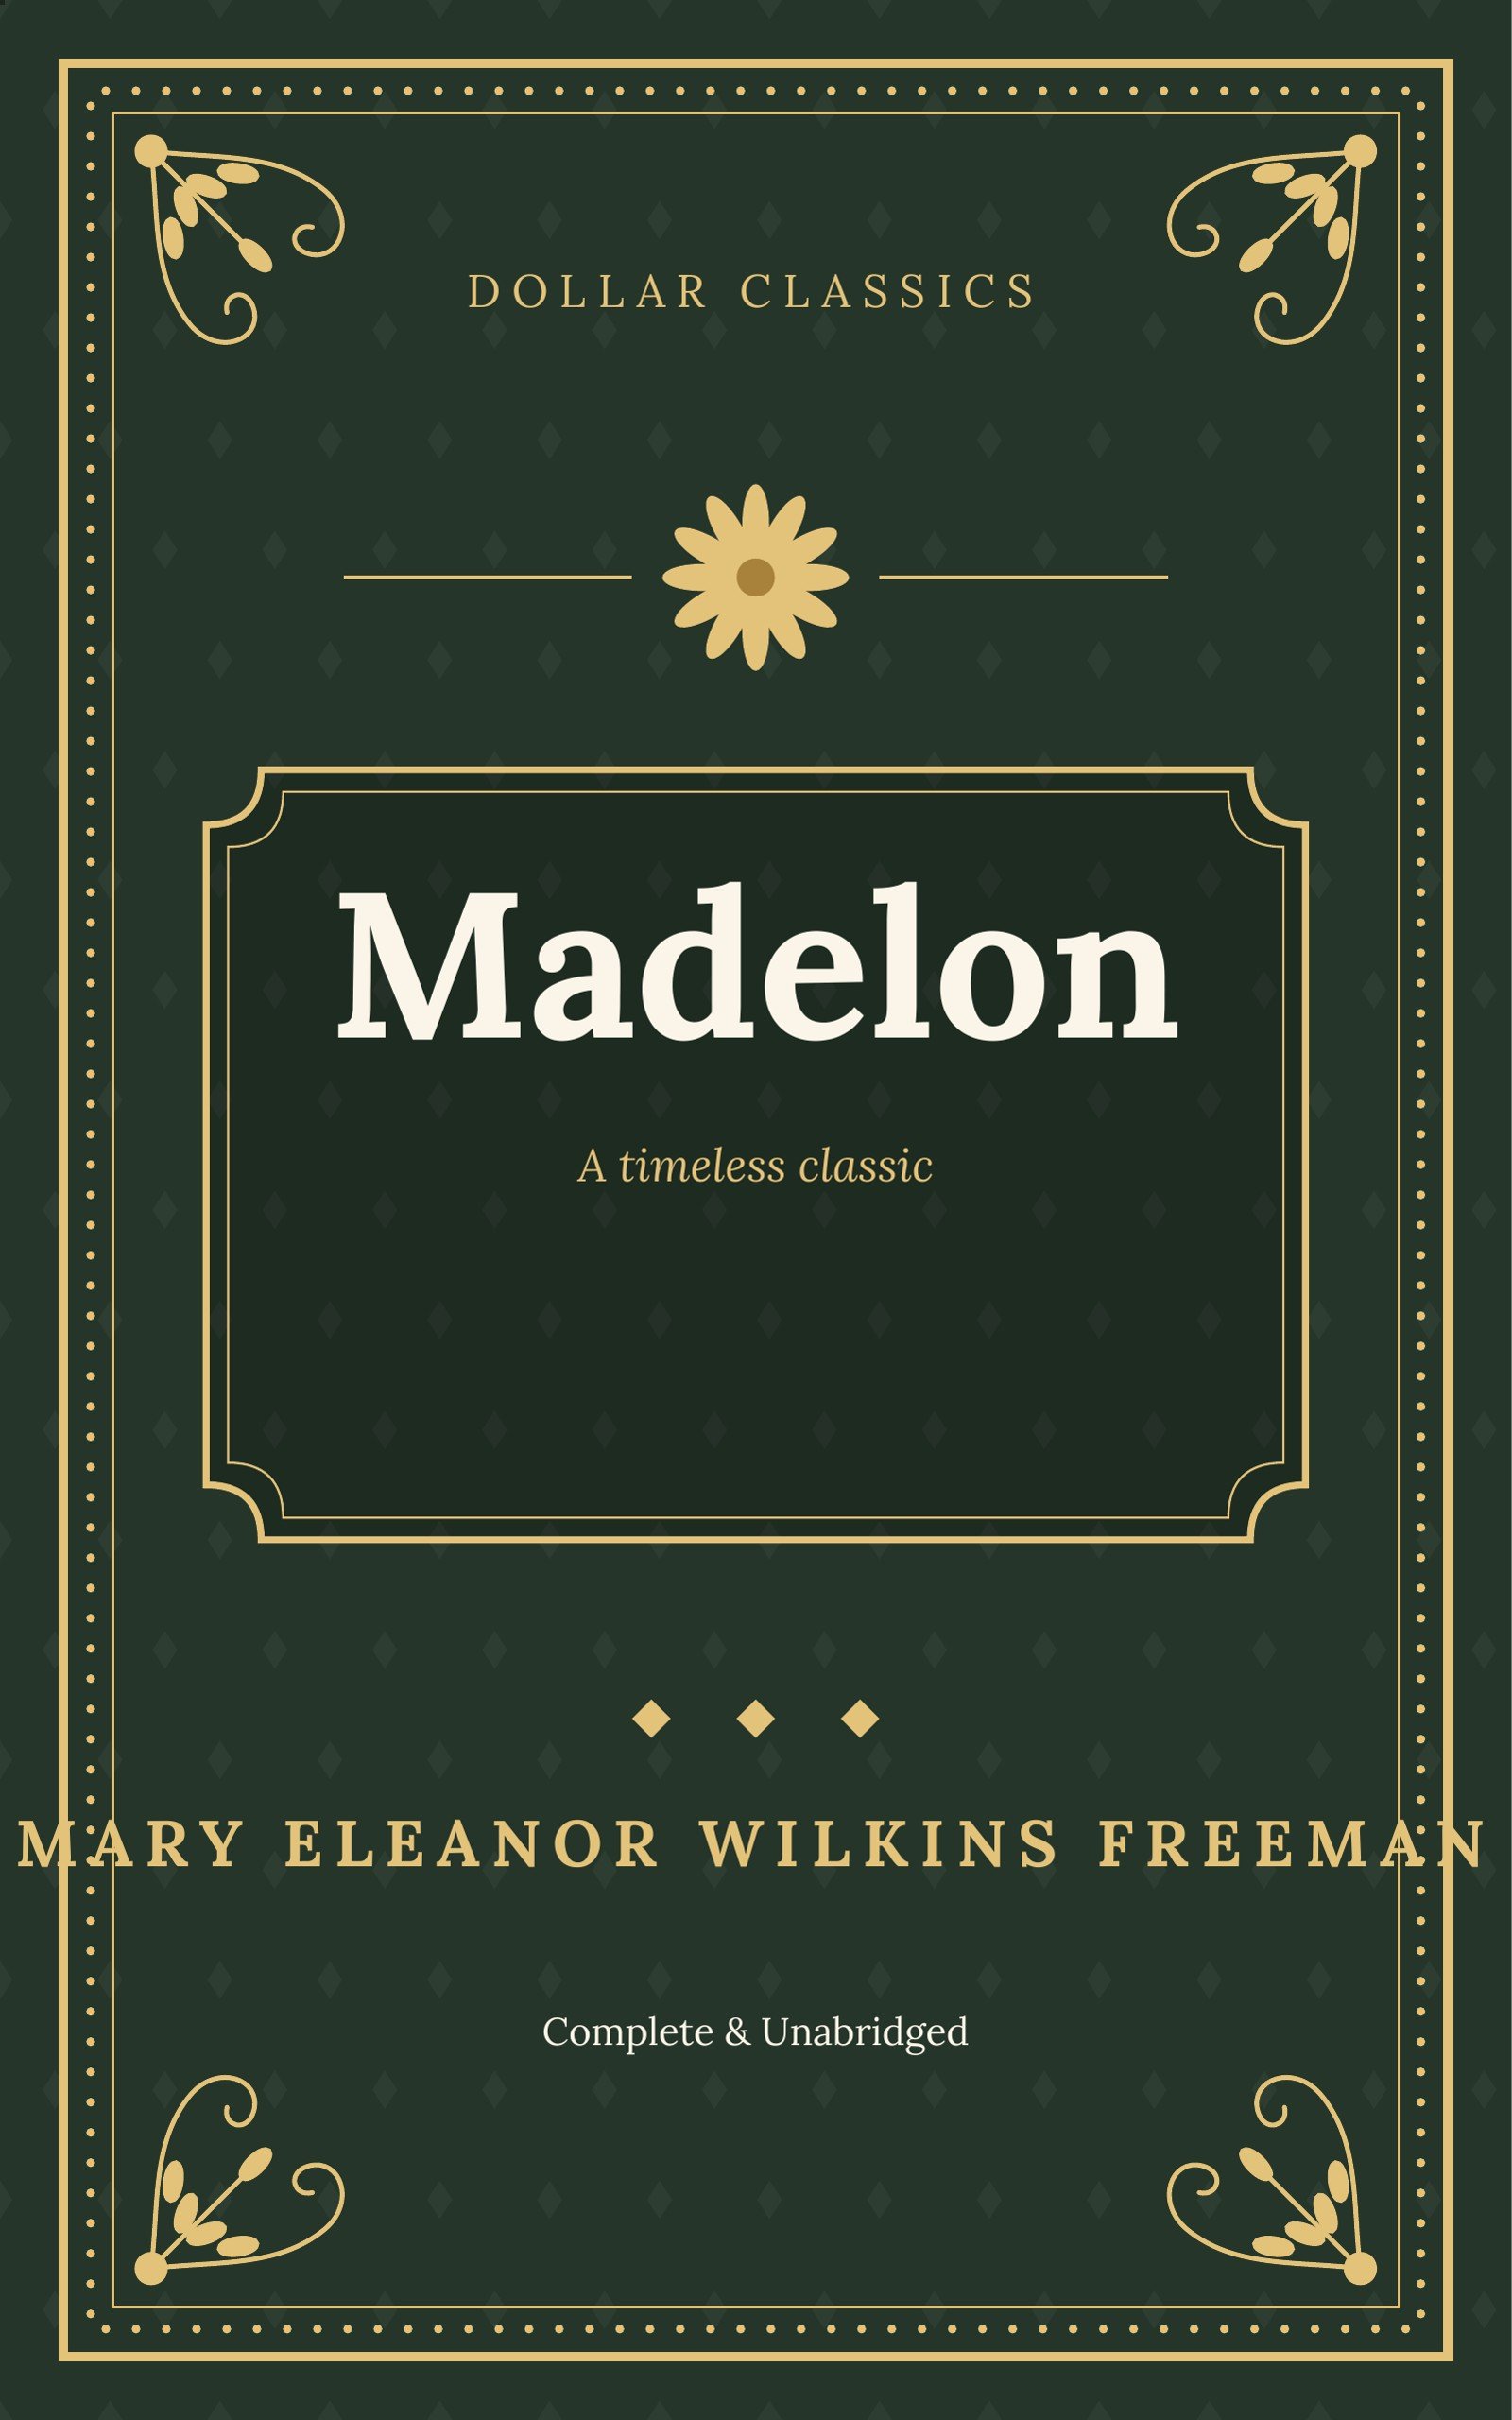 DOLLAR CLASSICS
Madelon
A timeless classic
MARY ELEANOR WILKINS FREEMAN
Complete & Unabridged